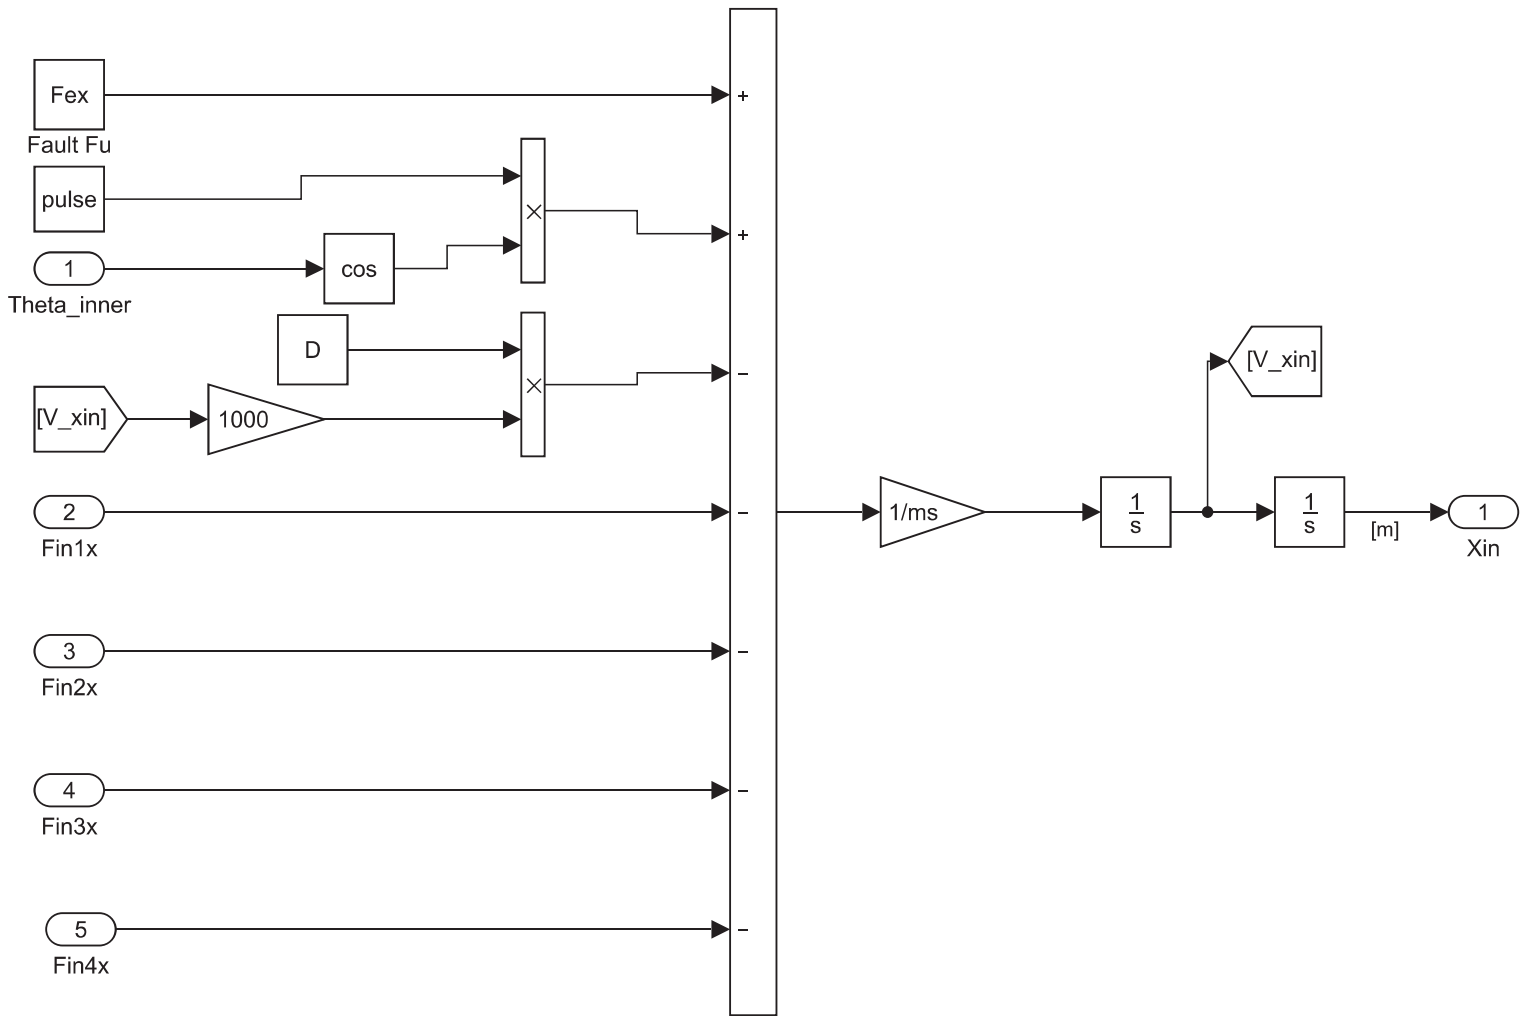 Fex
+
Fault Fu
pulse
×
+
1
cos
Theta_inner
D
×
−
[V_xin]
[V_xin]
1000
2
−
1/ms
1
s
1
s
1
[m]
Fin1x
Xin
3
−
Fin2x
4
−
Fin3x
5
−
Fin4x